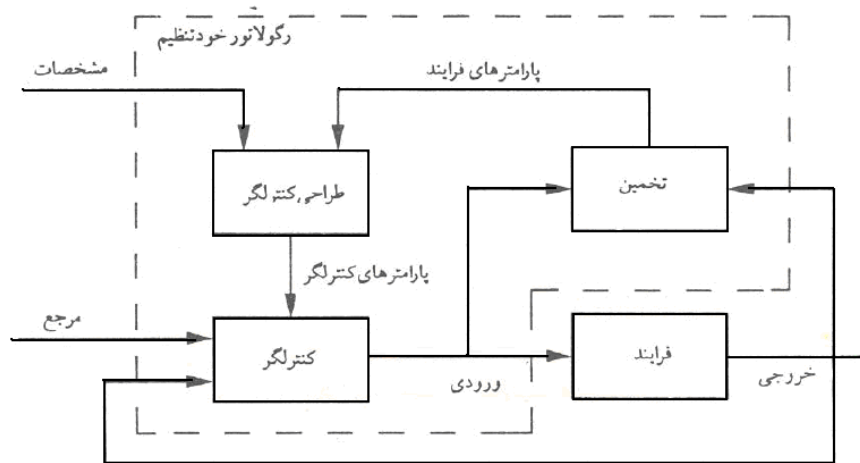 رگولاتور خودتنظیم
مشخصات
پارامترهای فرایند
طراحی کنترلگر
تخمین
پارامترهای کنترلگر
مرجع
کنترلگر
ورودی
فرایند
خروجی